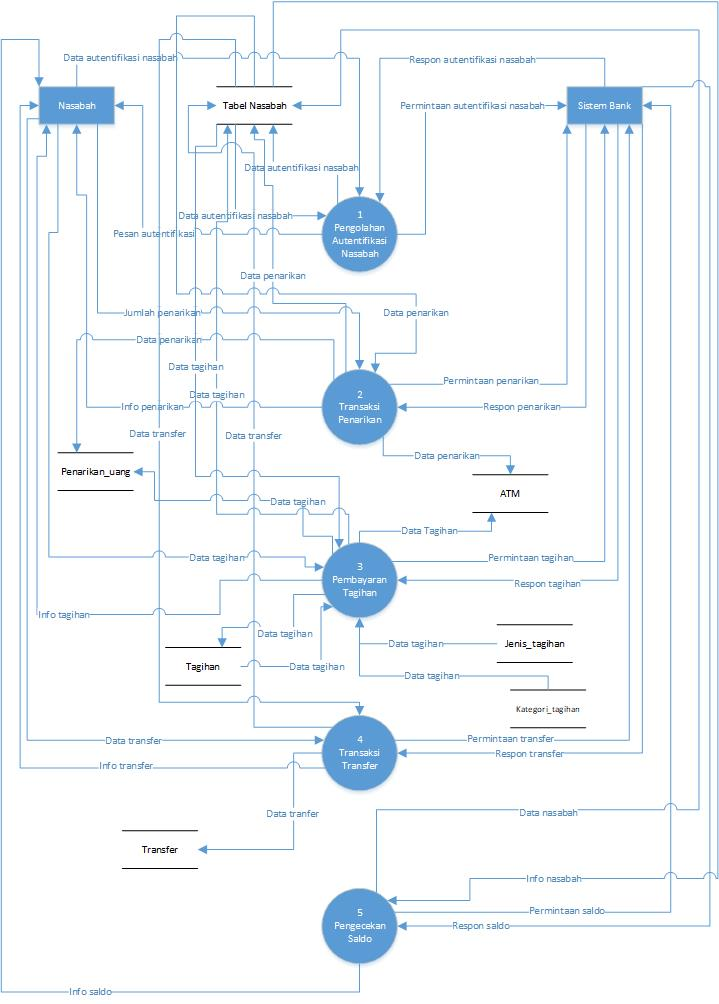 Data autentifikasi nasabah
Respon autentifikasi nasabah
Nasabah
Tabel Nasabah
Permintaan autentifikasi nasabah
Sistem Bank
Data autentifikasi nasabah
Data autentifikasi nasabah
1
Pengolahan
Autentifikasi
Nasabah
Pesan autentifikasi
Data penarikan
Jumlah penarikan
Data penarikan
Data penarikan
Data tagihan
2
Transaksi
Penarikan
Permintaan penarikan
Data tagihan
Info penarikan
Respon penarikan
Data transfer
Data transfer
Data penarikan
Penarikan_uang
ATM
Data tagihan
Data Tagihan
Data tagihan
3
Pembayaran
Tagihan
Permintaan tagihan
Respon tagihan
Info tagihan
Data tagihan
Data tagihan
Jenis_tagihan
Tagihan
Data tagihan
Data tagihan
Kategori_tagihan
4
Transaksi
Transfer
Data transfer
Permintaan transfer
Respon transfer
Info transfer
Data tranfer
Data nasabah
Transfer
Info nasabah
5
Pengecekan
Saldo
Permintaan saldo
Respon saldo
Info saldo